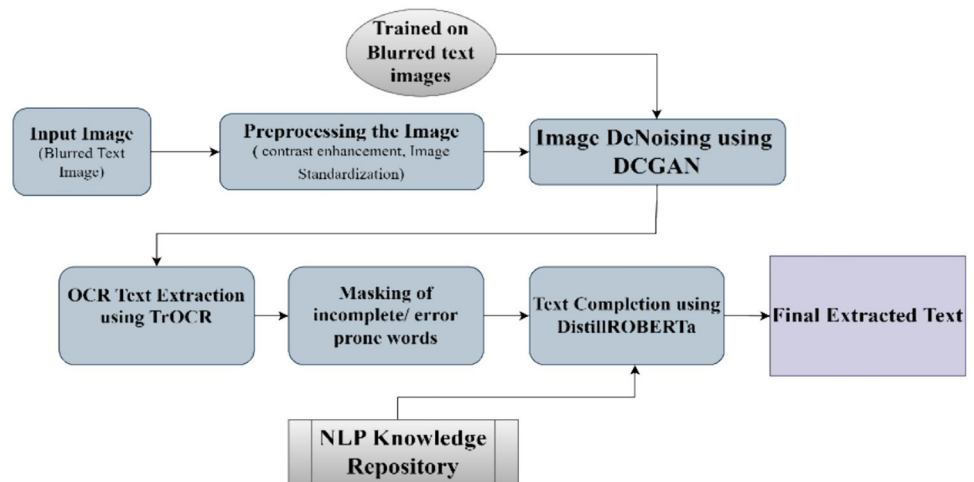 Trained on
Blurred text
images
Input Image
(Blurred Text
Image)
Preprocessing the Image
( contrast enhancement, Image
Standardization)
Image DeNoising using
DCGAN
OCR Text Extraction
using TrOCR
Masking of
incomplete/ error
prone words
Text Completion using
DistillROBERTa
Final Extracted Text
NLP Knowledge
Repository